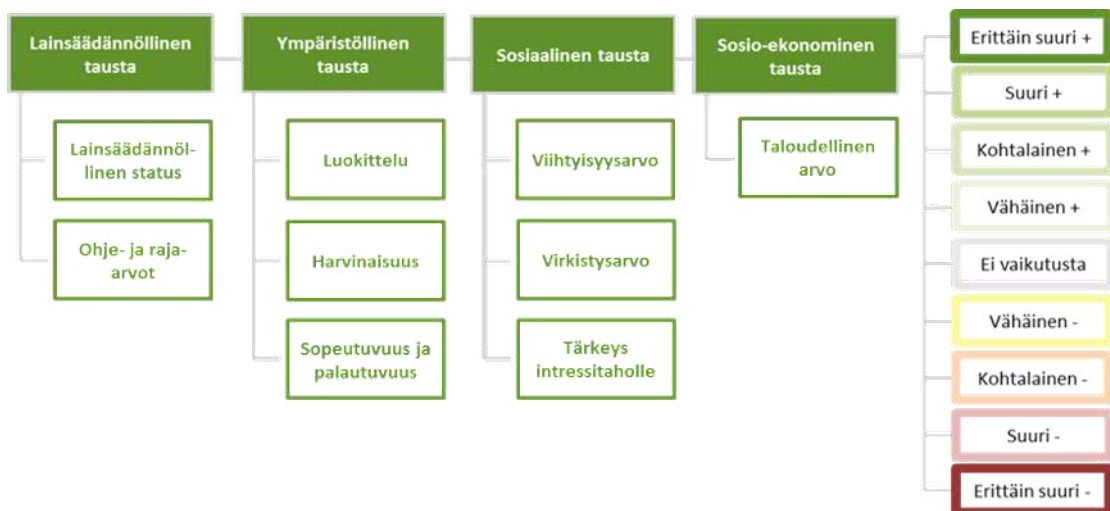 Lainsäädännöllinen
tausta
Lainsäädännöl-
linen status
Ohje- ja raja-
arvot
Ympäristöllinen
tausta
Luokittelu
Harvinaisuus
Sopeutuvuus ja
palautuvuus
Sosiaalinen tausta
Viihtyisyysarvo
Virkistysarvo
Tärkeys
intressitaholle
Sosio-ekonominen
tausta
Taloudellinen
arvo
Erittäin suuri +
Suuri +
Kohtalainen +
Vähäinen +
Ei vaikutusta
Vähäinen -
Kohtalainen -
Suuri -
Erittäin suuri -